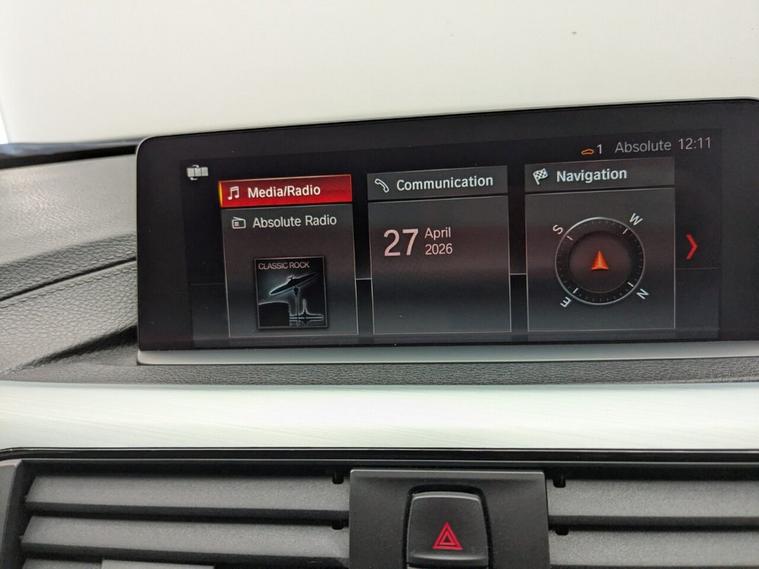 1 Absolute 12:11
Media/Radio
Absolute Radio
CLASSIC ROCK
Communication
27 April
2026
Navigation
S W
E N